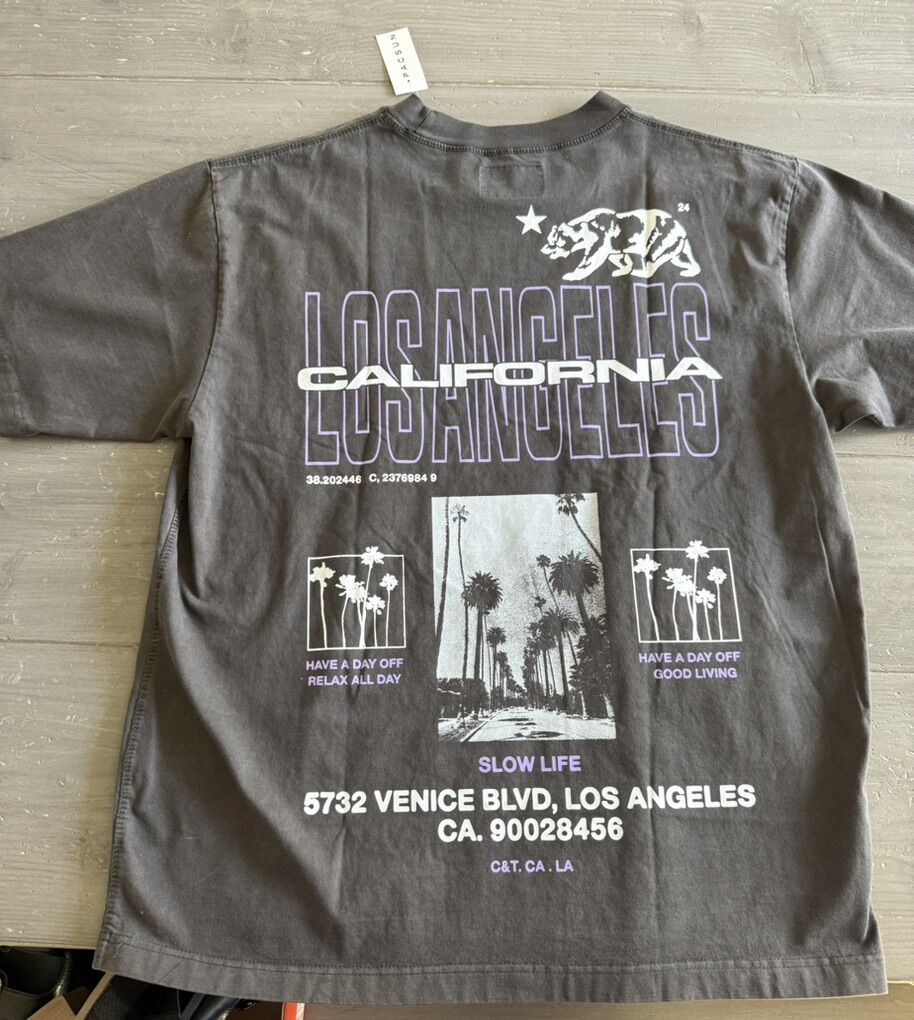 PACSUN
24
LOS ANGELES
CALIFORNIA
38.202446 C, 2376984 9
HAVE A DAY OFF
RELAX ALL DAY
HAVE A DAY OFF
GOOD LIVING
SLOW LIFE
5732 VENICE BLVD, LOS ANGELES
CA. 90028456
C&T. CA . LA